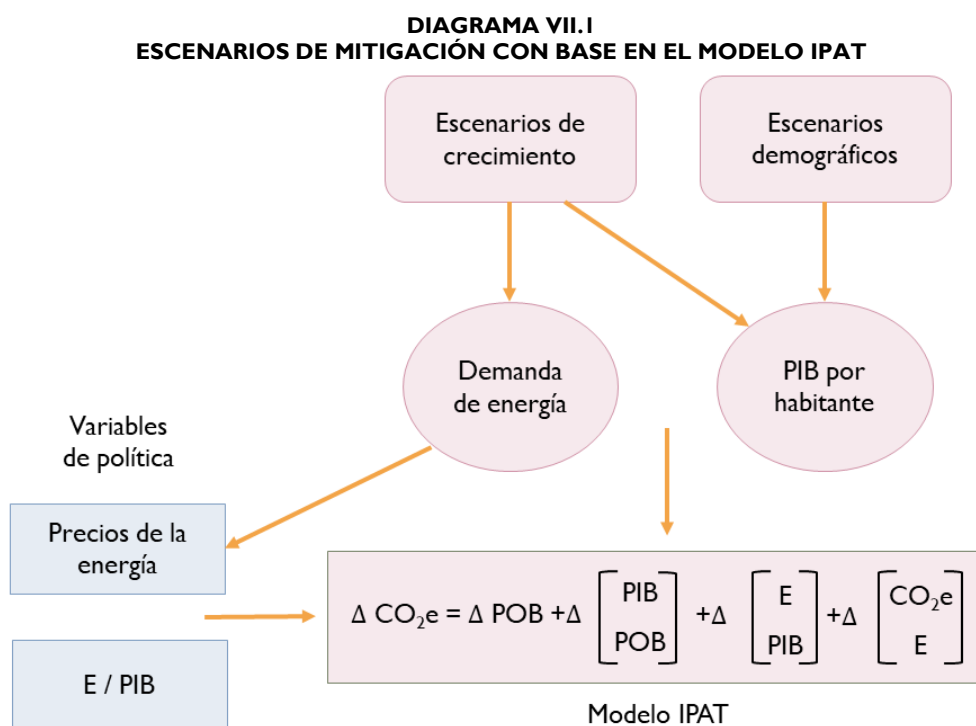 DIAGRAMA VII.1
ESCENARIOS DE MITIGACIÓN CON BASE EN EL MODELO IPAT
Escenarios de
crecimiento
Escenarios
demográficos
Demanda
de energía
PIB por
habitante
Variables
de política
Precios de la
energía
E / PIB
Δ CO₂e = Δ POB +Δ [PIB POB] +Δ [E PIB] +Δ [CO₂e E]
Modelo IPAT